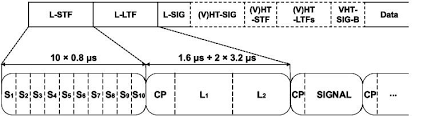 L-STF L-LTF L-SIG (V)HT-SIG (V)HT -STF (V)HT -LTFs VHT- SIG-B Data
10 × 0.8 μs 1.6 μs + 2 × 3.2 μs
S1 S2 S3 S4 S5 S6 S7 S8 S9 S10 CP L1 L2 CP SIGNAL CP ...